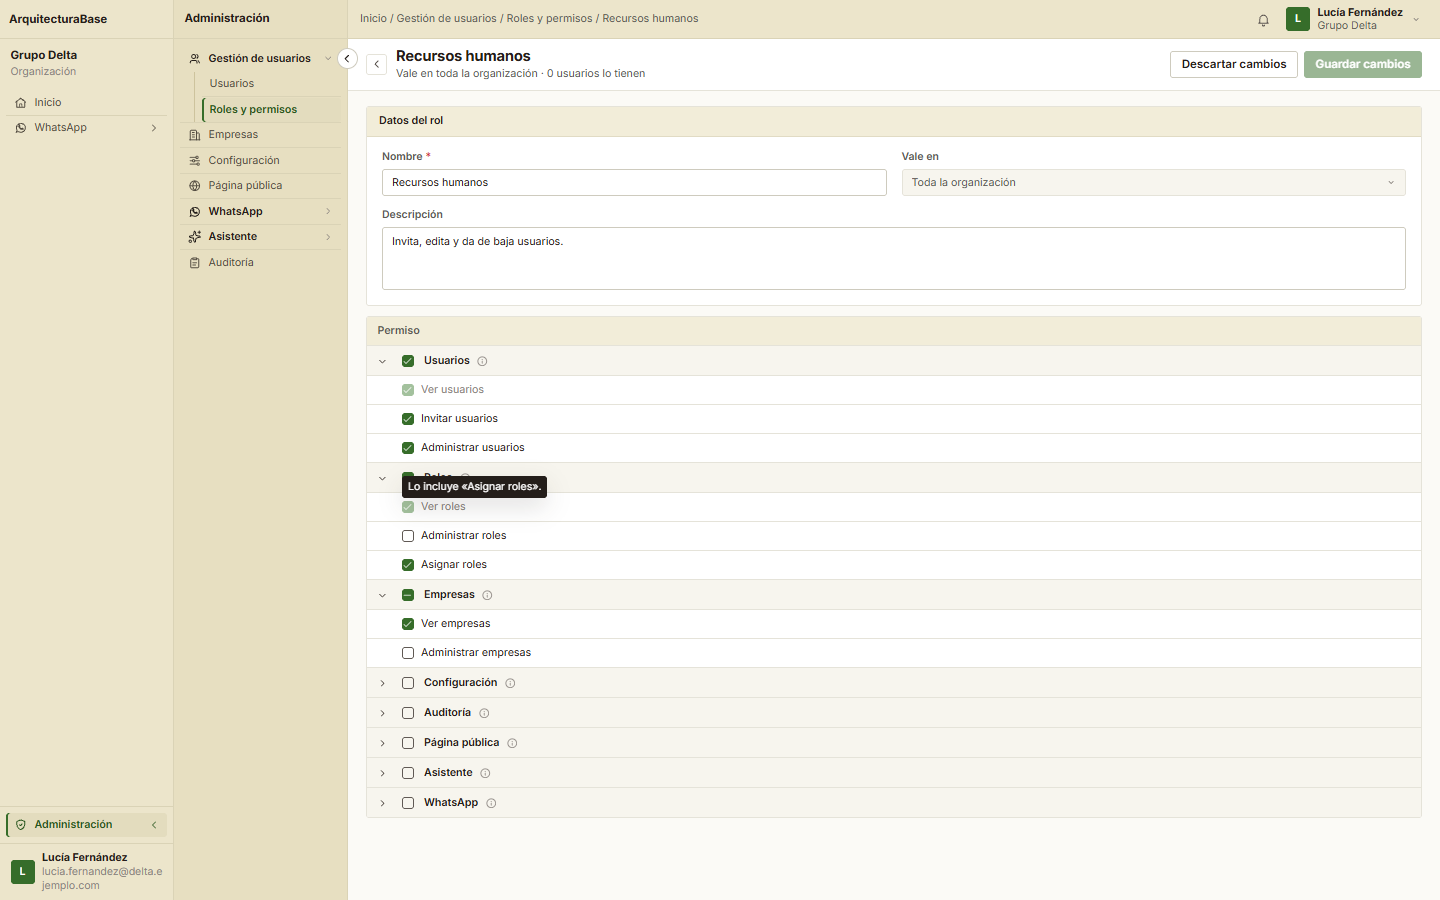 ArquitecturaBase
Grupo Delta
Organización
Inicio
WhatsApp
Administración
Lucía Fernández
lucia.fernandez@delta.e
jemplo.com
Administración
Gestión de usuarios
Usuarios
Roles y permisos
Empresas
Configuración
Página pública
WhatsApp
Asistente
Auditoría
Inicio / Gestión de usuarios / Roles y permisos / Recursos humanos
L
Lucía Fernández
Grupo Delta
Recursos humanos
Vale en toda la organización · 0 usuarios lo tienen
Descartar cambios
Guardar cambios
Datos del rol
Nombre *
Recursos humanos
Vale en
Toda la organización
Descripción
Invita, edita y da de baja usuarios.
Permiso
Usuarios
Ver usuarios
Invitar usuarios
Administrar usuarios
Lo incluye «Asignar roles».
Ver roles
Administrar roles
Asignar roles
Empresas
Ver empresas
Administrar empresas
Configuración
Auditoría
Página pública
Asistente
WhatsApp
L